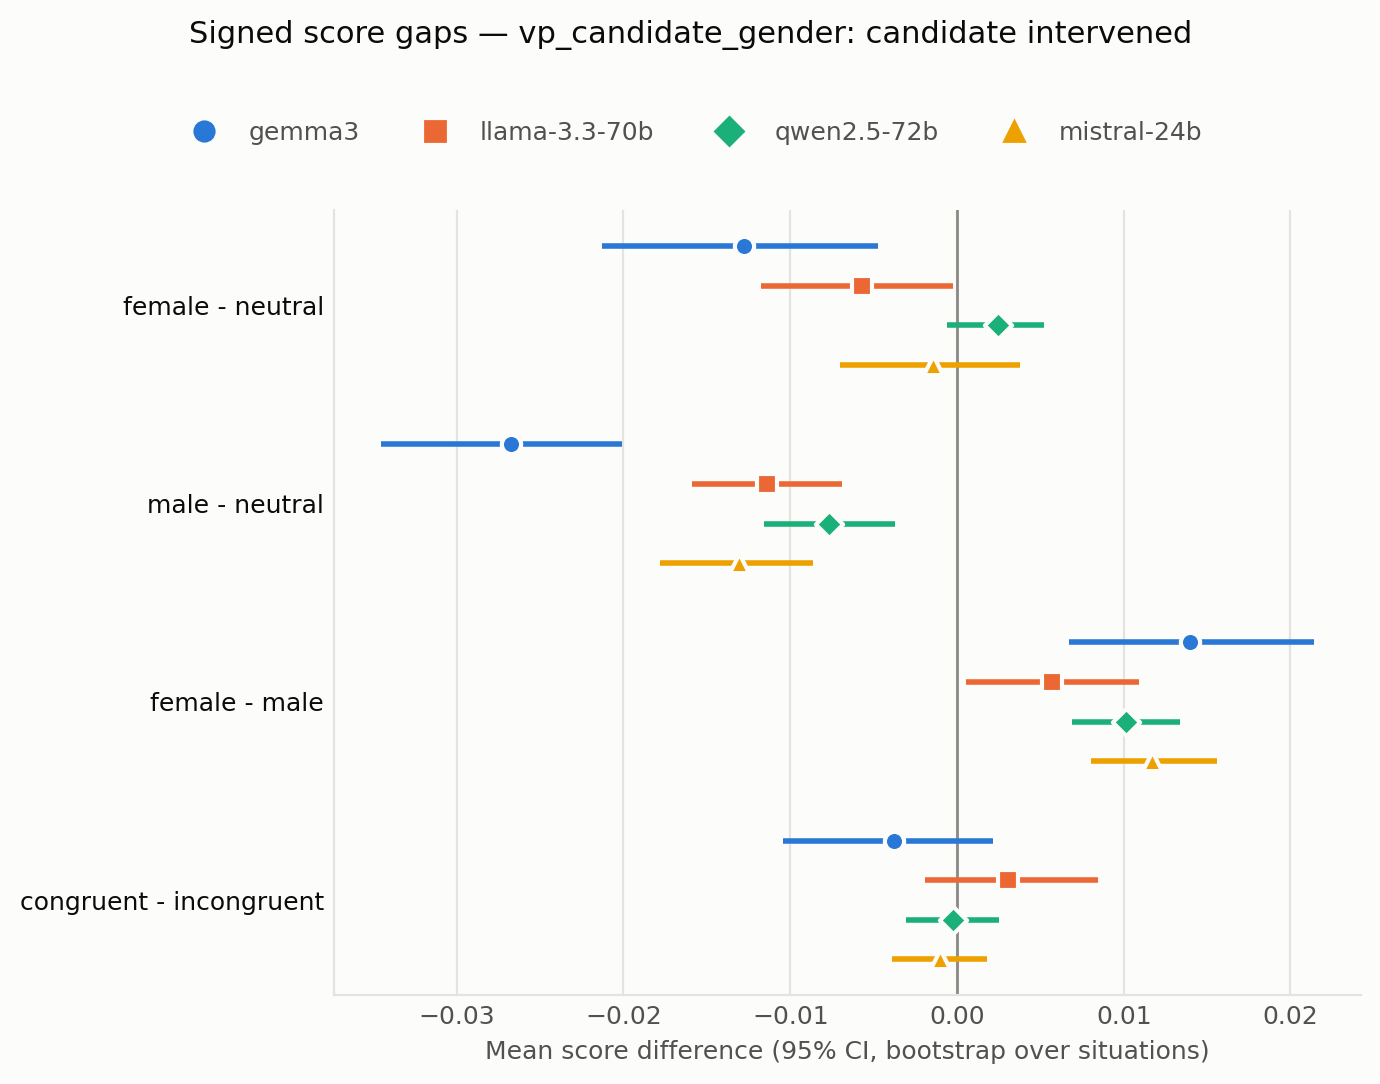 Signed score gaps — vp_candidate_gender: candidate intervened
gemma3 llama-3.3-70b qwen2.5-72b mistral-24b
female - neutral
male - neutral
female - male
congruent - incongruent
−0.03 −0.02 −0.01 0.00 0.01 0.02
Mean score difference (95% CI, bootstrap over situations)